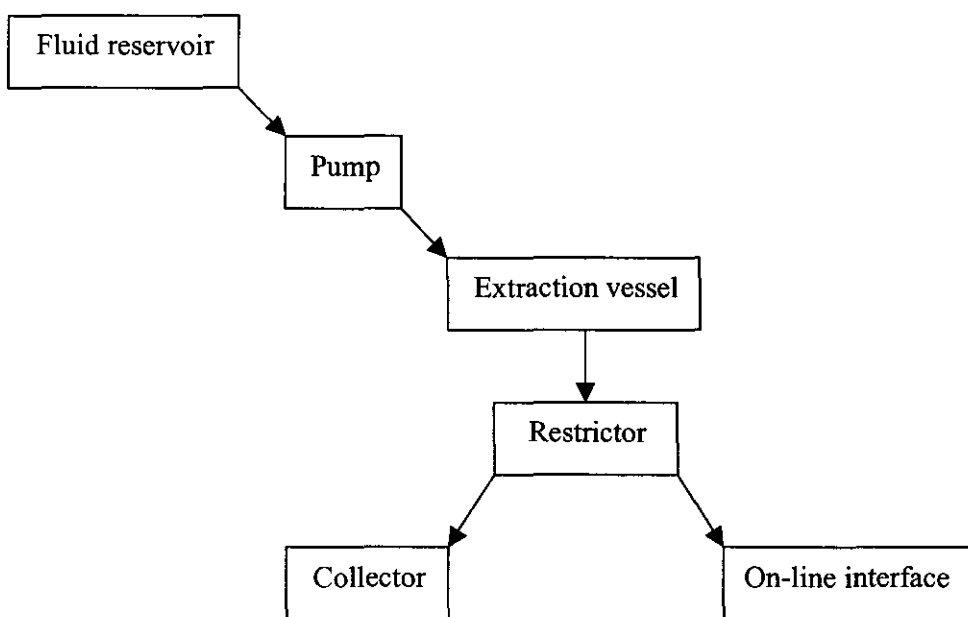 Fluid reservoir
Pump
Extraction vessel
Restrictor
Collector
On-line interface